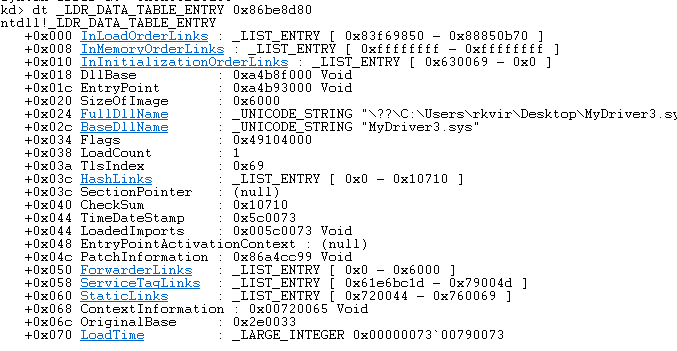 kd> dt _LDR_DATA_TABLE_ENTRY 0x86be8d80
ntdll!_LDR_DATA_TABLE_ENTRY
+0x000 InLoadOrderLinks : _LIST_ENTRY [ 0x83f69850 - 0x88850b70 ]
+0x008 InMemoryOrderLinks : _LIST_ENTRY [ 0xffffffff - 0xffffffff ]
+0x010 InInitializationOrderLinks : _LIST_ENTRY [ 0x630069 - 0x0 ]
+0x018 DllBase : 0xa4b8f000 Void
+0x01c EntryPoint : 0xa4b93000 Void
+0x020 SizeOfImage : 0x6000
+0x024 FullDllName : _UNICODE_STRING "\??\C:\Users\rkvir\Desktop\MyDriver3.sy
+0x02c BaseDllName : _UNICODE_STRING "MyDriver3.sys"
+0x034 Flags : 0x49104000
+0x038 LoadCount : 1
+0x03a TlsIndex : 0x69
+0x03c HashLinks : _LIST_ENTRY [ 0x0 - 0x10710 ]
+0x03c SectionPointer : (null)
+0x040 CheckSum : 0x10710
+0x044 TimeDateStamp : 0x5c0073
+0x044 LoadedImports : 0x005c0073 Void
+0x048 EntryPointActivationContext : (null)
+0x04c PatchInformation : 0x86a4cc99 Void
+0x050 ForwarderLinks : _LIST_ENTRY [ 0x0 - 0x6000 ]
+0x058 ServiceTagLinks : _LIST_ENTRY [ 0x61e6bc1d - 0x79004d ]
+0x060 StaticLinks : _LIST_ENTRY [ 0x720044 - 0x760069 ]
+0x068 ContextInformation : 0x00720065 Void
+0x06c OriginalBase : 0x2e0033
+0x070 LoadTime : _LARGE_INTEGER 0x00000073`00790073